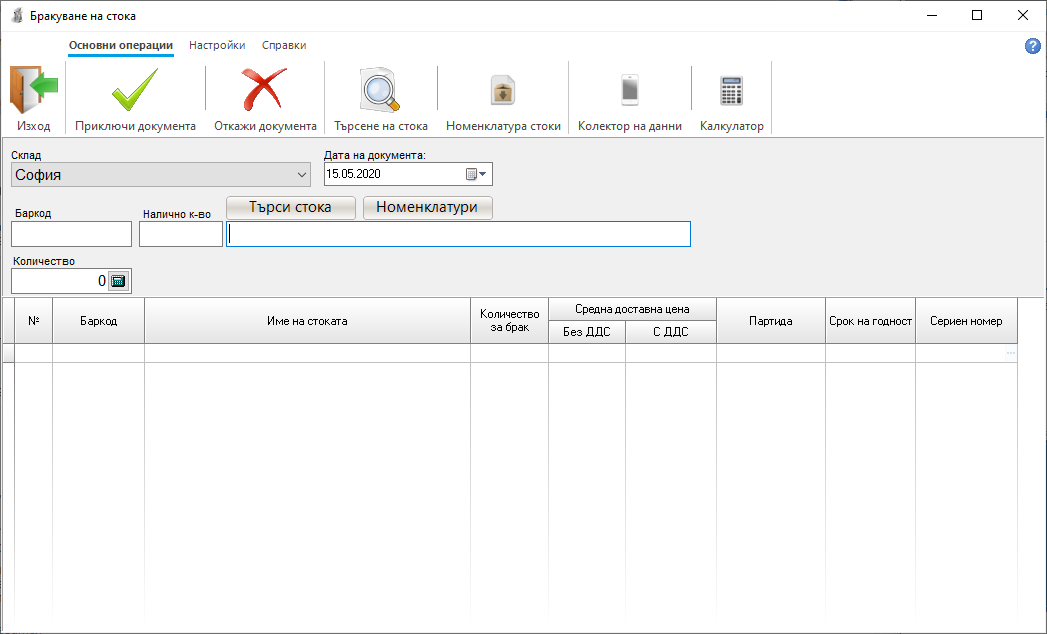 Бракуване на стока
Основни операции Настройки Справки
?
Изход Приключи документа Откажи документа Търсене на стока Номенклатура стоки Колектор на данни Калкулатор
Склад Дата на документа:
София 15.05.2020
Баркод Налично к-во Търси стока Номенклатури
Количество
0
№ Баркод Име на стоката Количество за брак Средна доставна цена Партида Срок на годност Сериен номер
Без ДДС С ДДС
...